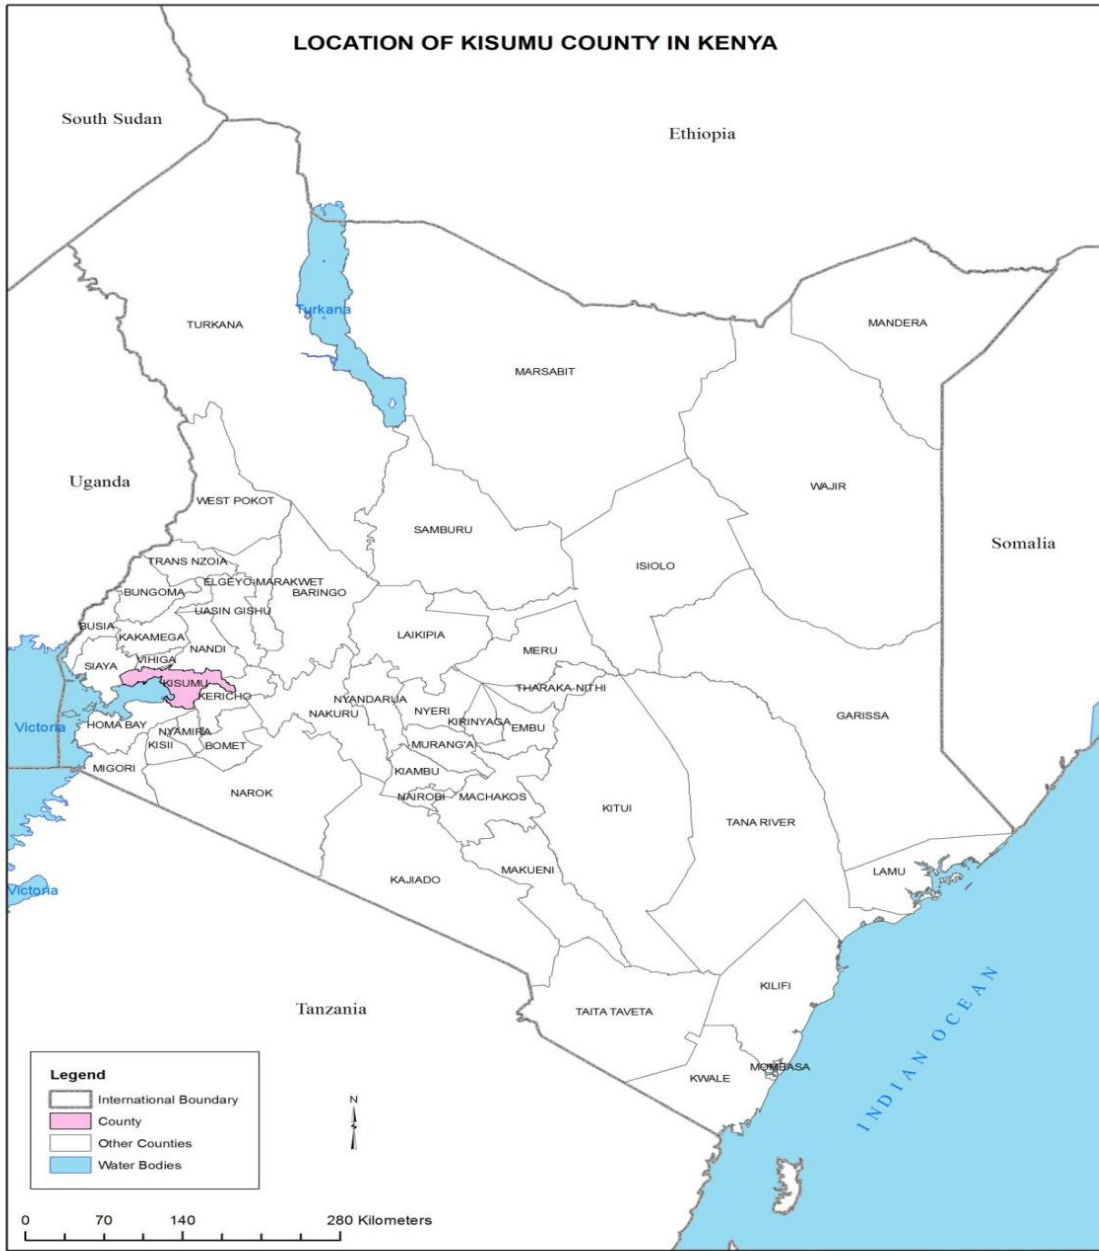 LOCATION OF KISUMU COUNTY IN KENYA
South Sudan
Ethiopia
Turkana
TURKANA
MANDERA
MARSABIT
Uganda
WAJIR
WEST POKOT
SAMBURU
Somalia
TRANS NZOIA
ISIOLO
ELGEYO-MARAKWET
BUNGOMA
BARINGO
UASIN GISHU
BUSIA
KAKAMEGA
LAIKIPIA
NANDI
MERU
VIHIGA
SIAYA
KISUMU
THARAKA-NITHI
KERICHO
NYANDARUA
NYERI
NAKURU
GARISSA
KIRINYAGA
HOMA BAY
Victoria
EMBU
NYAMIRA
KISII
BOMET
MURANG'A
MIGORI
KIAMBU
NAROK
NAIROBI
MACHAKOS
KITUI
TANA RIVER
MAKUENI
LAMU
KAJIADO
Victoria
KILIFI
Tanzania
TAITA TAVETA
INDIAN OCEAN
MOMBASA
KWALE
Legend
International Boundary
County
Other Counties
Water Bodies
N
0 70 140 280 Kilometers